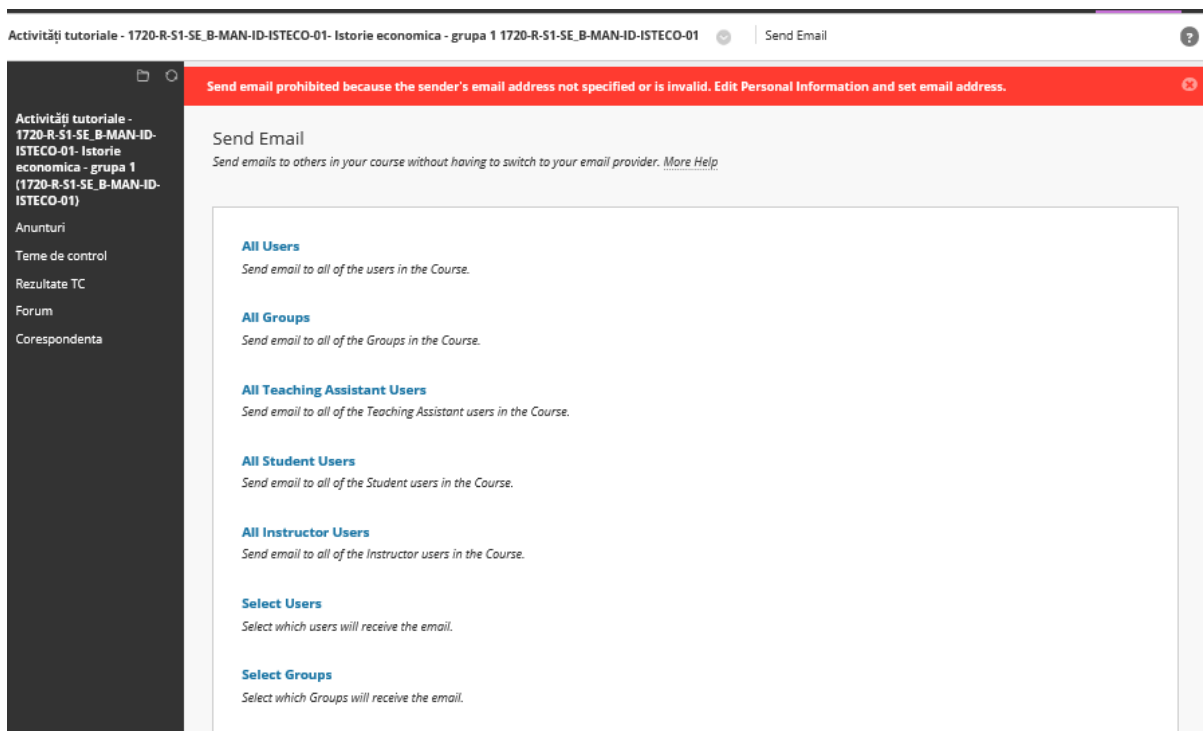 Activități tutoriale - 1720-R-S1-SE_B-MAN-ID-ISTECO-01- Istorie economica - grupa 1 1720-R-S1-SE_B-MAN-ID-ISTECO-01 Send Email ?
Send email prohibited because the sender's email address not specified or is invalid. Edit Personal Information and set email address.
Activități tutoriale -
1720-R-S1-SE_B-MAN-ID-
ISTECO-01- Istorie
economica - grupa 1
(1720-R-S1-SE_B-MAN-ID-
ISTECO-01)
Anunturi
Teme de control
Rezultate TC
Forum
Corespondenta
Send Email
Send emails to others in your course without having to switch to your email provider. More Help
All Users
Send email to all of the users in the Course.
All Groups
Send email to all of the Groups in the Course.
All Teaching Assistant Users
Send email to all of the Teaching Assistant users in the Course.
All Student Users
Send email to all of the Student users in the Course.
All Instructor Users
Send email to all of the Instructor users in the Course.
Select Users
Select which users will receive the email.
Select Groups
Select which Groups will receive the email.